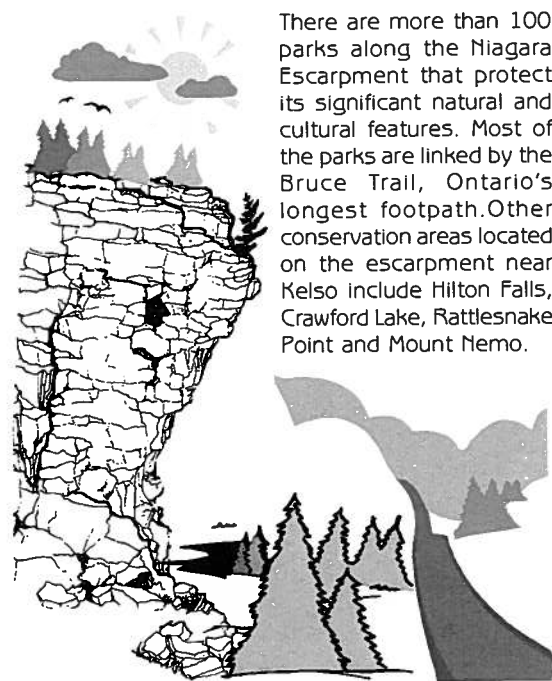 There are more than 100
parks along the Niagara
Escarpment that protect
its significant natural and
cultural features. Most of
the parks are linked by the
Bruce Trail, Ontario's
longest footpath.Other
conservation areas located
on the escarpment near
Kelso include Hilton Falls,
Crawford Lake, Rattlesnake
Point and Mount Nemo.